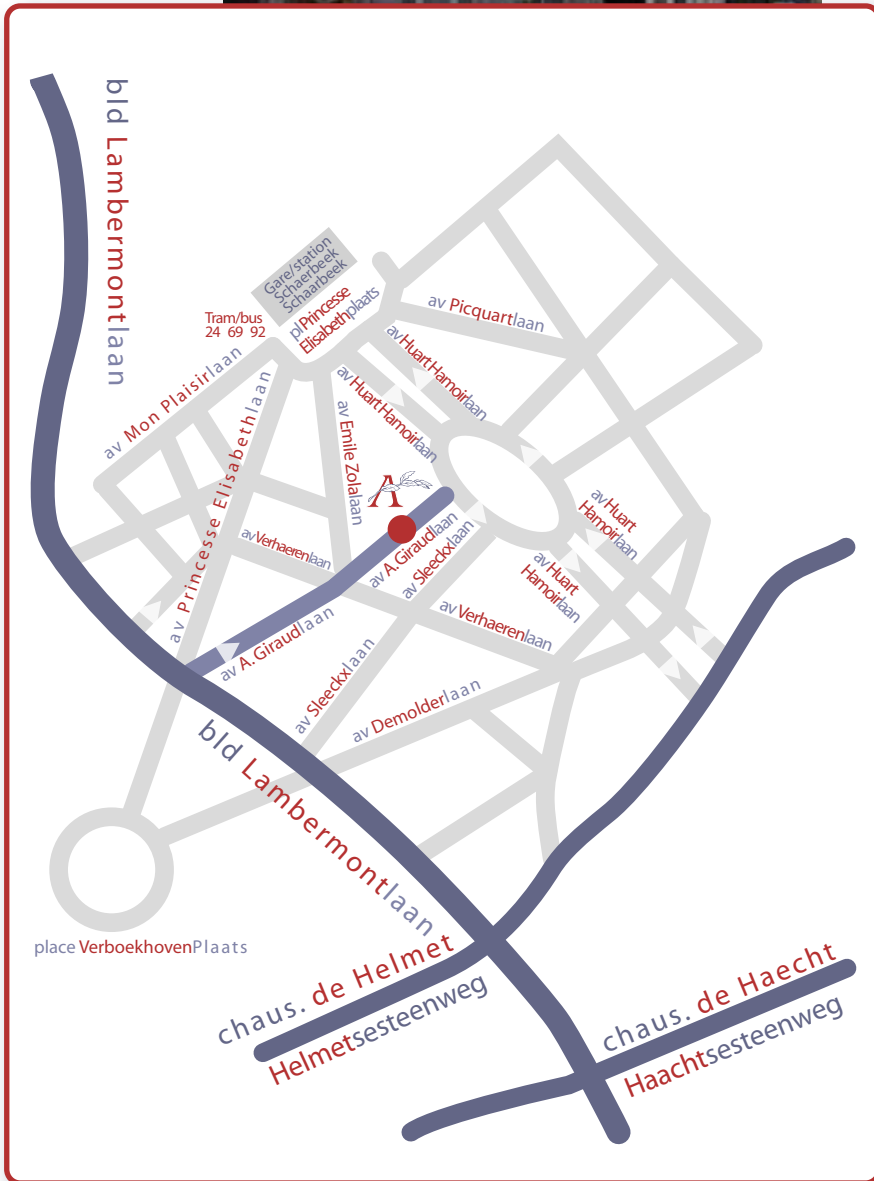 bld Lambermontlaan
Gare/station
Schaerbeek
Schaarbeek
pl Princesse
Elisabethplaats
Tram/bus
24 69 92
av Picquartlaan
av Huart Hamoirlaan
av Huart Hamoirlaan
av Mon Plaisirlaan
av Princesse Elisabethlaan
av Emile Zolalaan
A
av Verhaerenlaan
av A.Giraudlaan
av Sleeckxlaan
av Huart
Hamoirlaan
av Huart
Hamoirlaan
av Verhaerenlaan
av A.Giraudlaan
av Sleeckxlaan
av Demolderlaan
bld Lambermontlaan
place VerboekhovenPlaats
chaus. de Helmet
Helmetsesteenweg
chaus. de Haecht
Haachtsesteenweg